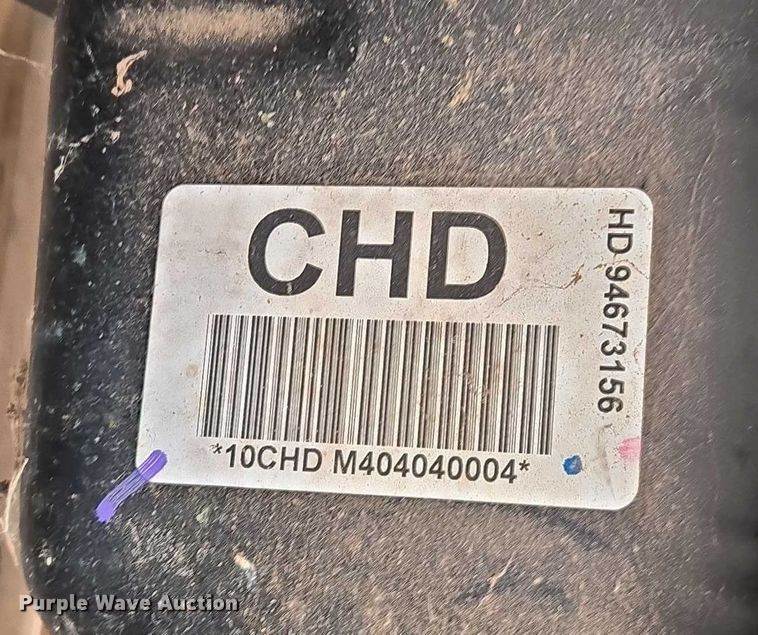 CHD
HD 94673156
*10CHD M404040004*
Purple Wave Auction